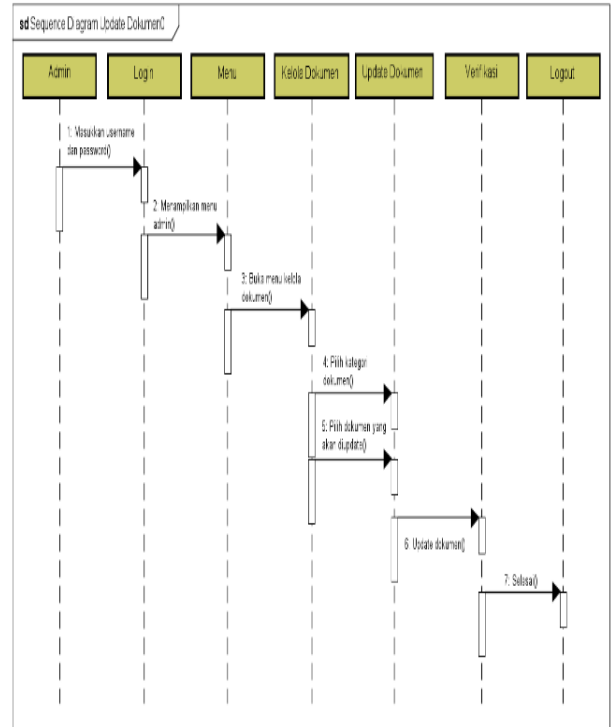 sd Sequence Diagram Update Dokumen()
Admin
Login
Menu
Kelola Dokumen
Update Dokumen
Verifikasi
Logout
1: Masukkan username
dan password()
2: Menampilkan menu
admin()
3: Buka menu kelola
dokumen()
4: Pilih kategori
dokumen()
5: Pilih dokumen yang
akan diupdate()
6: Update dokumen()
7: Selesai()